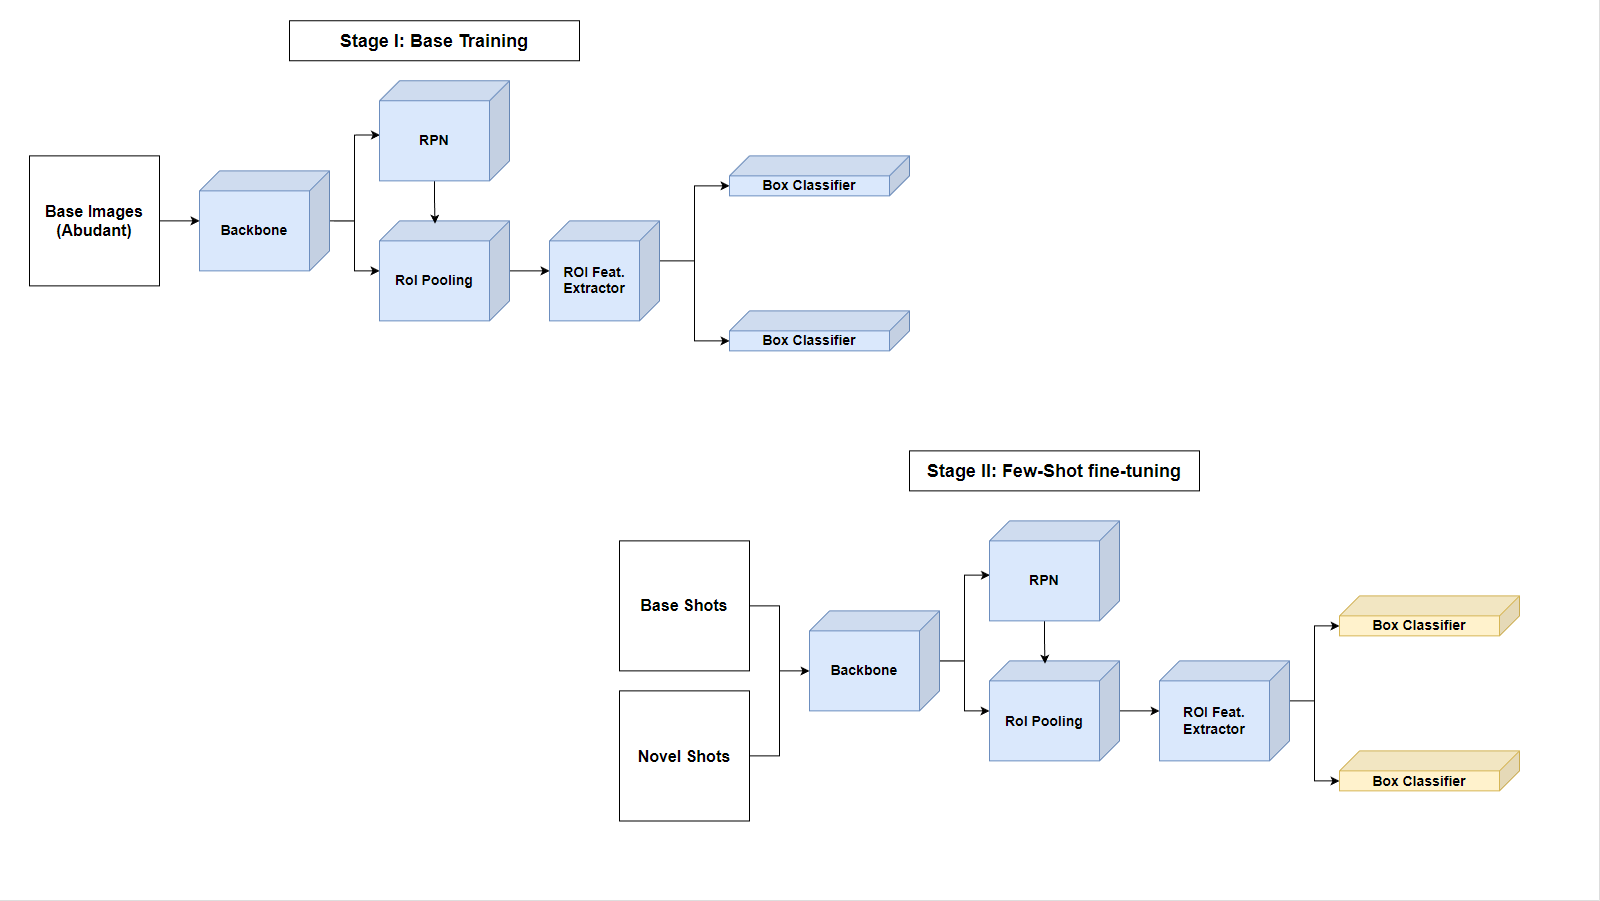 Stage I: Base Training
RPN
Base Images
(Abudant)
Backbone
RoI Pooling
ROI Feat.
Extractor
Box Classifier
Box Classifier
Stage II: Few-Shot fine-tuning
Base Shots
Novel Shots
Backbone
RPN
RoI Pooling
ROI Feat.
Extractor
Box Classifier
Box Classifier